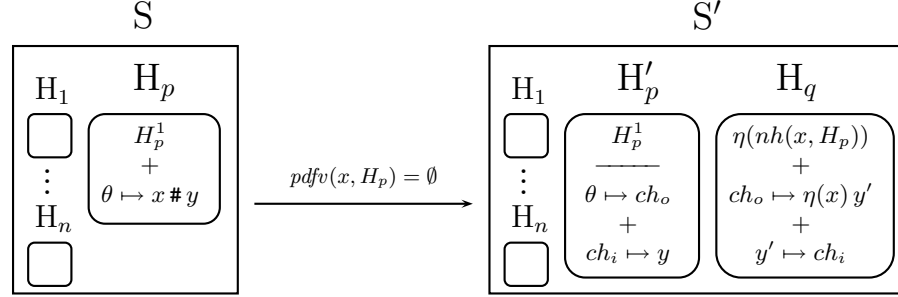 S
H_1
⋮
H_n
H_p
H_p^1
+
θ ↦ x # y
pdfv(x, H_p) = ∅
S′
H_1
⋮
H_n
H′_p
H_p^1
θ ↦ ch_o
+
ch_i ↦ y
H_q
η(nh(x, H_p))
+
ch_o ↦ η(x) y′
+
y′ ↦ ch_i